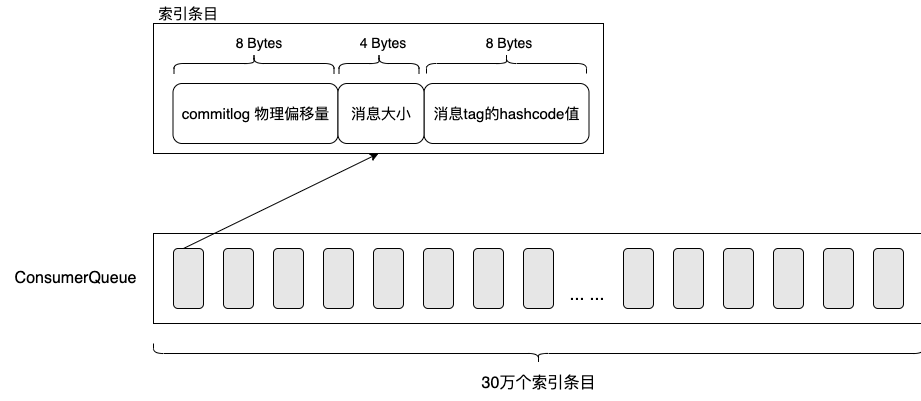 索引条目
8 Bytes
4 Bytes
8 Bytes
commitlog 物理偏移量
消息大小
消息tag的hashcode值
ConsumerQueue
... ...
30万个索引条目